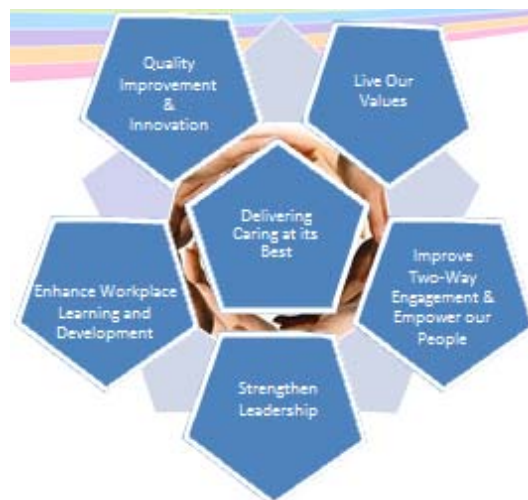 Quality
Improvement
&
Innovation
Live Our
Values
Delivering
Caring at its
Best
Enhance Workplace
Learning and
Development
Improve
Two-Way
Engagement &
Empower our
People
Strengthen
Leadership